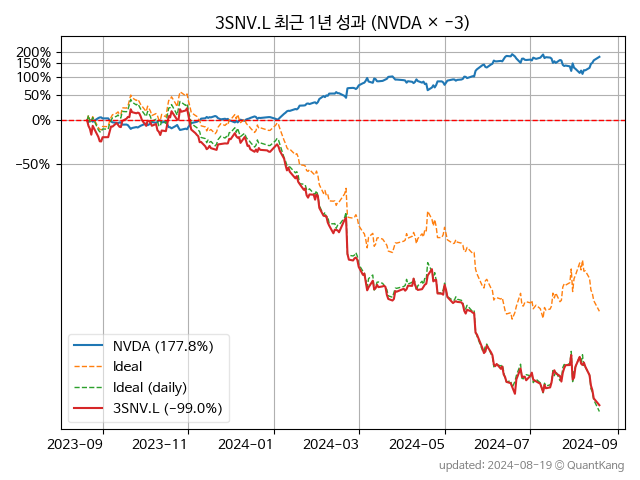 3SNV.L 최근 1년 성과 (NVDA × −3)
200%
150%
100%
50%
0%
−50%
NVDA (177.8%)
Ideal
Ideal (daily)
3SNV.L (−99.0%)
2023-09 2023-11 2024-01 2024-03 2024-05 2024-07 2024-09
updated: 2024-08-19 © QuantKang